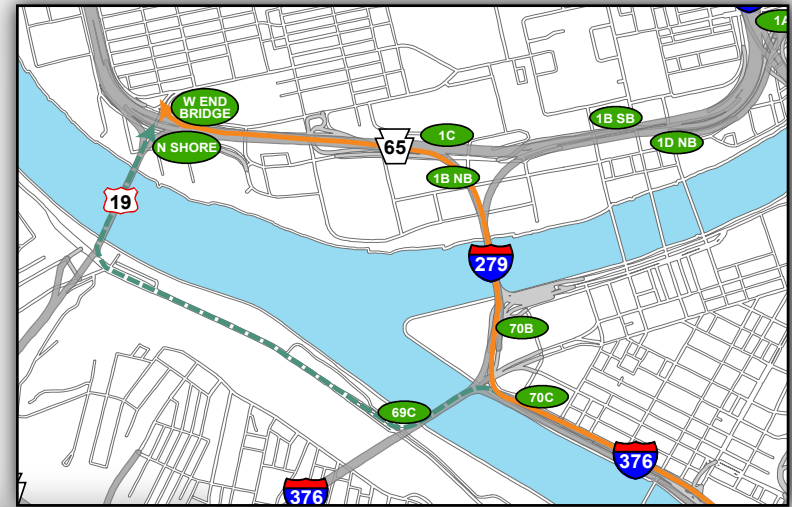 1A
W END
BRIDGE
1B SB
1C
65
N SHORE
1D NB
1B NB
19
279
70B
70C
69C
376
376